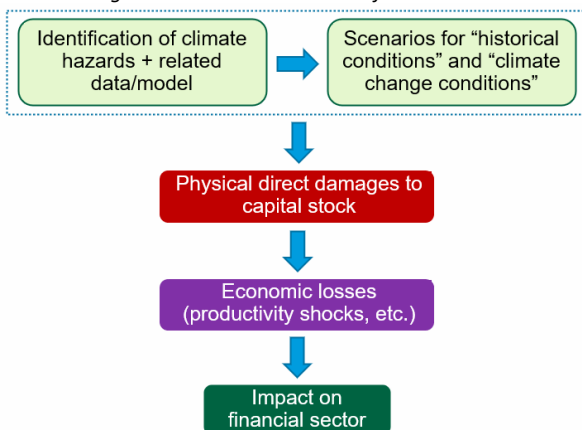 Identification of climate
hazards + related
data/model
Scenarios for “historical
conditions” and “climate
change conditions”
Physical direct damages to
capital stock
Economic losses
(productivity shocks, etc.)
Impact on
financial sector